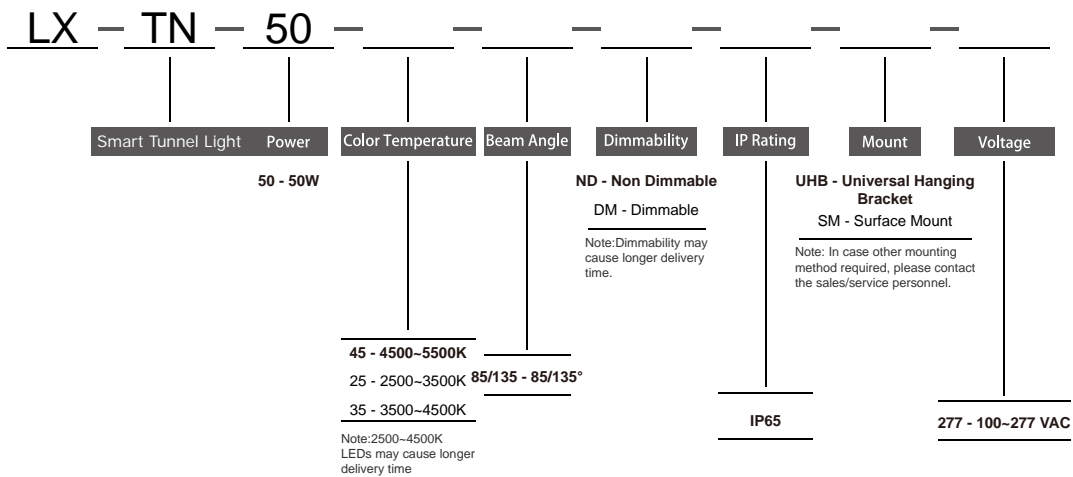 LX - TN - 50 - - - - - -
Smart Tunnel Light
Power
Color Temperature
Beam Angle
Dimmability
IP Rating
Mount
Voltage
50 - 50W
ND - Non Dimmable
DM - Dimmable
Note:Dimmability may
cause longer delivery
time.
UHB - Universal Hanging
Bracket
SM - Surface Mount
Note: In case other mounting
method required, please contact
the sales/service personnel.
45 - 4500~5500K
25 - 2500~3500K
35 - 3500~4500K
Note:2500~4500K
LEDs may cause longer
delivery time
85/135 - 85/135°
IP65
277 - 100~277 VAC